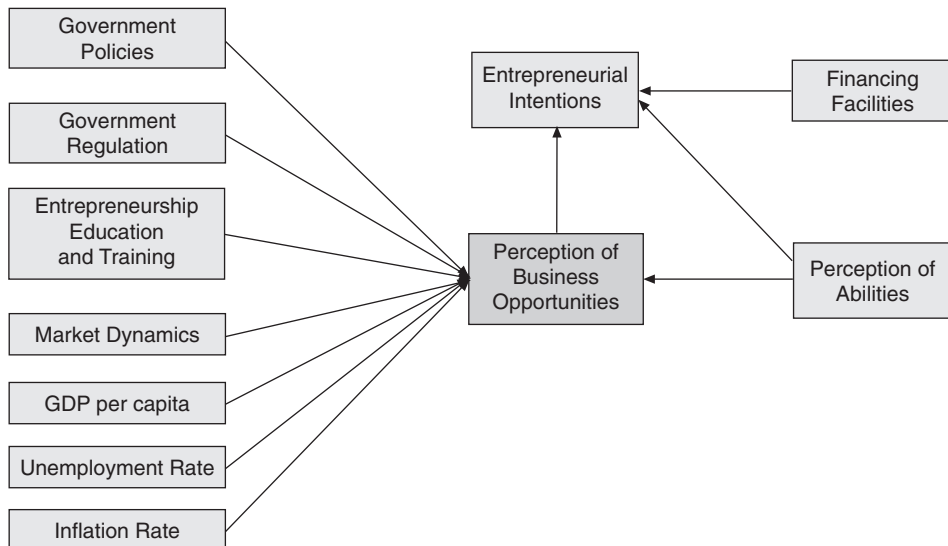 Government
Policies
Government
Regulation
Entrepreneurship
Education
and Training
Market Dynamics
GDP per capita
Unemployment Rate
Inflation Rate
Entrepreneurial
Intentions
Perception of
Business
Opportunities
Financing
Facilities
Perception of
Abilities